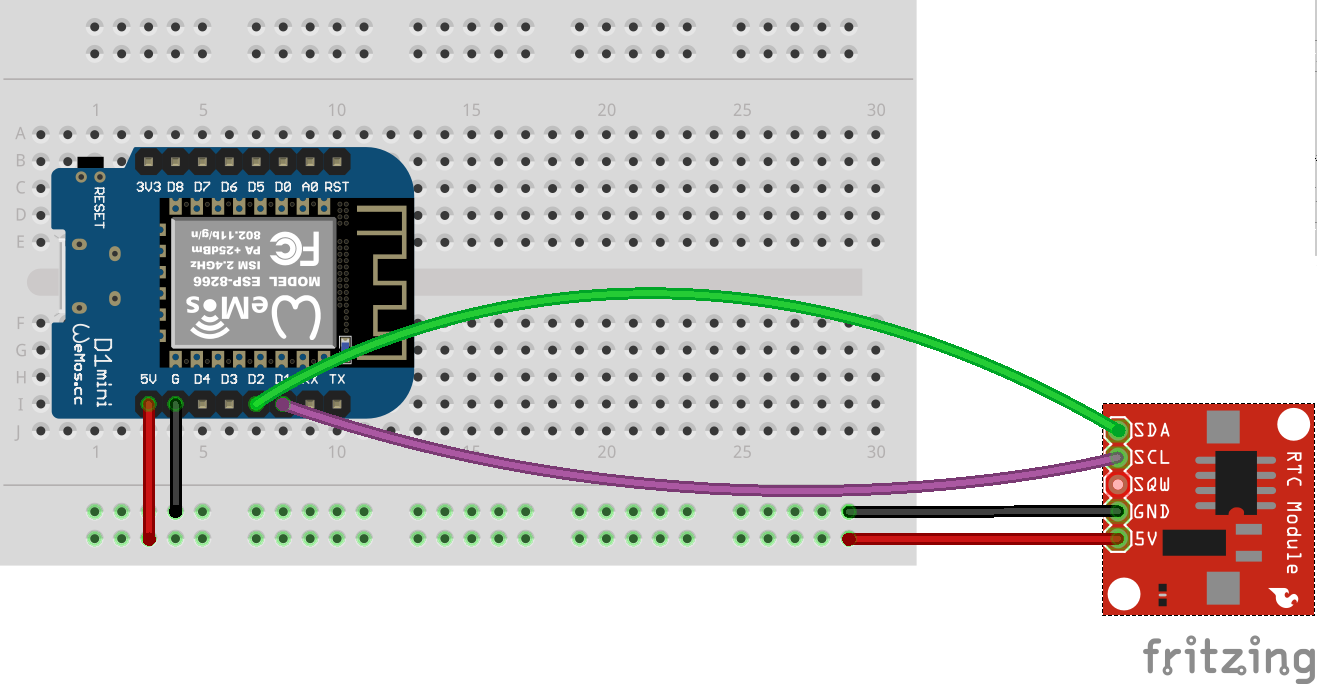 1 5 10 15 20 25 30
A
B
C
D
E
F
G
H
I
J
3V3 D8 D7 D6 D5 D0 A0 RST
RESET
WeMos
MODEL ESP-8266
ISM 2.4GHz
PA +25dBm
802.11b/g/n
FC
D1mini
WeMos.cc
5V G D4 D3 D2 D1 RX TX
1 5 10 15 20 25 30
SDA
SCL
SQW
GND
5V
RTC Module
fritzing